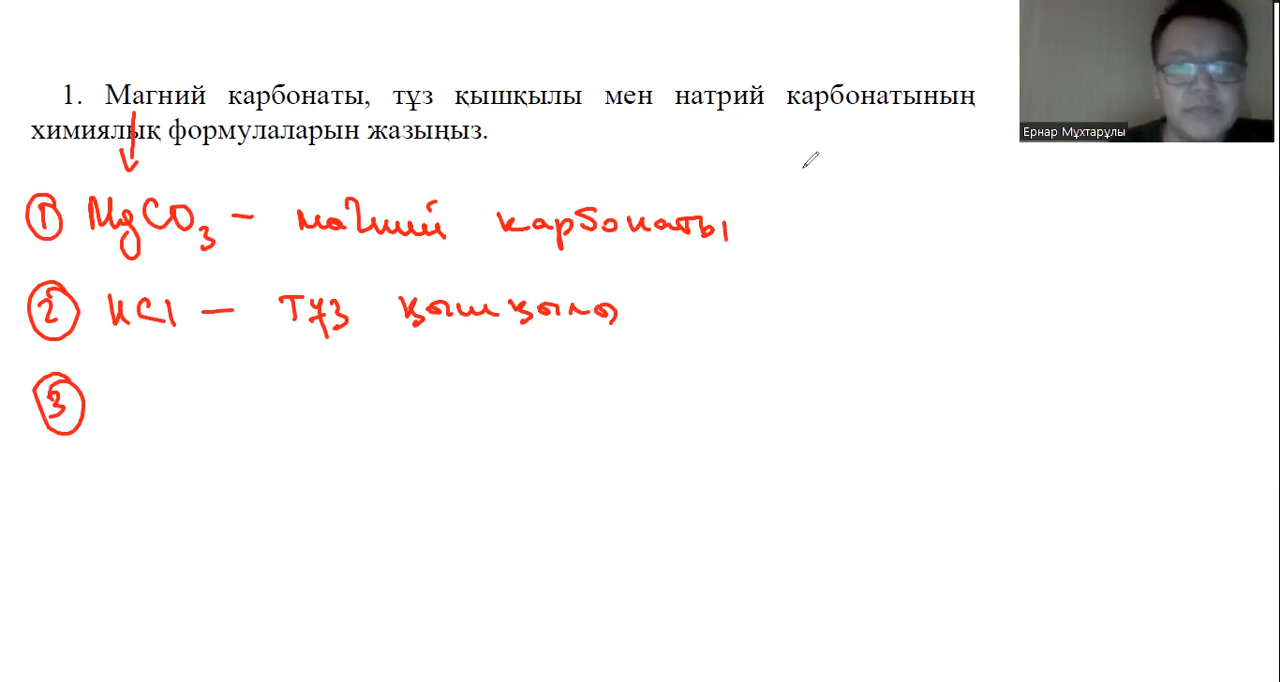 1. Магний карбонаты, тұз қышқылы мен натрий карбонатының
химиялық формулаларын жазыңыз.
Ернар Мұхтарұлы
① MgCO₃ – магний карбонаты
② HCl – тұз қышқылы
③